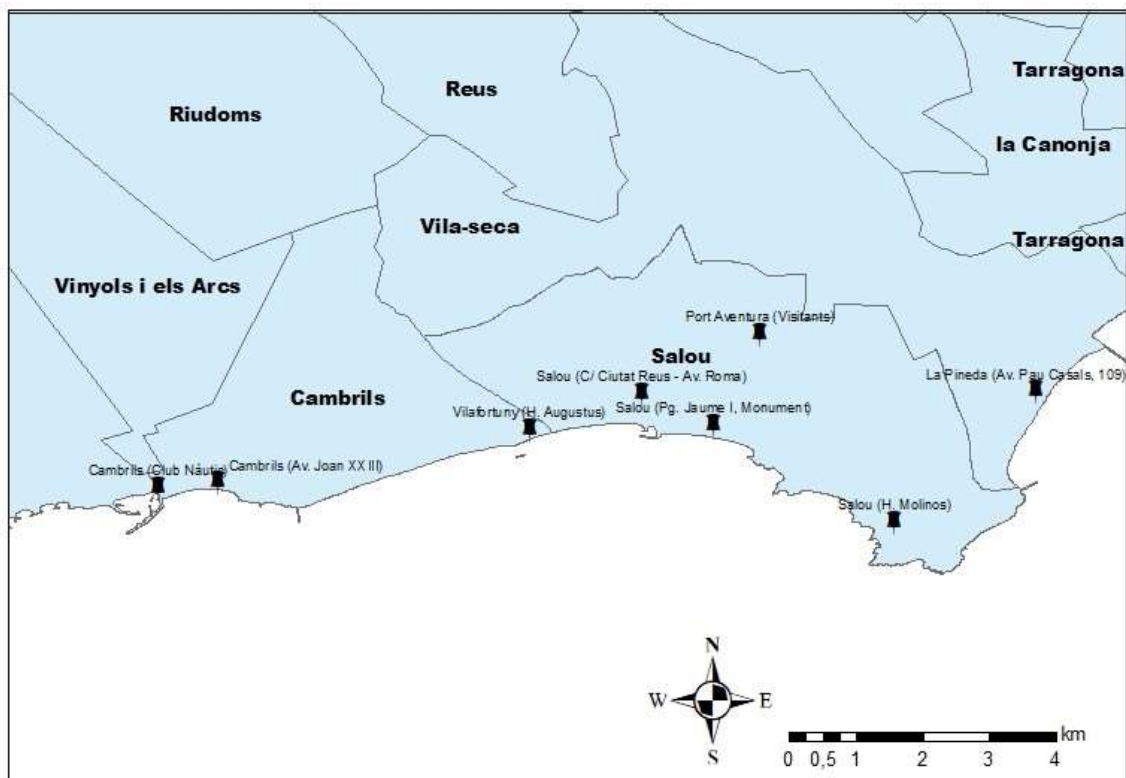 Tarragona
Reus
Riudoms
la Canonja
Vila-seca
Tarragona
Vinyols i els Arcs
Port Aventura (Visitants)
Salou
Salou (C/ Ciutat Reus - Av. Roma)
La Pineda (Av. Pau Casals, 109)
Cambrils
Vilafortuny (H. Augustus)
Salou (Pg. Jaume I, Monument)
Cambrils (Club Nàutic)
Cambrils (Av. Joan XXIII)
Salou (H. Molinos)
N
W
E
S
km
0 0,5 1 2 3 4